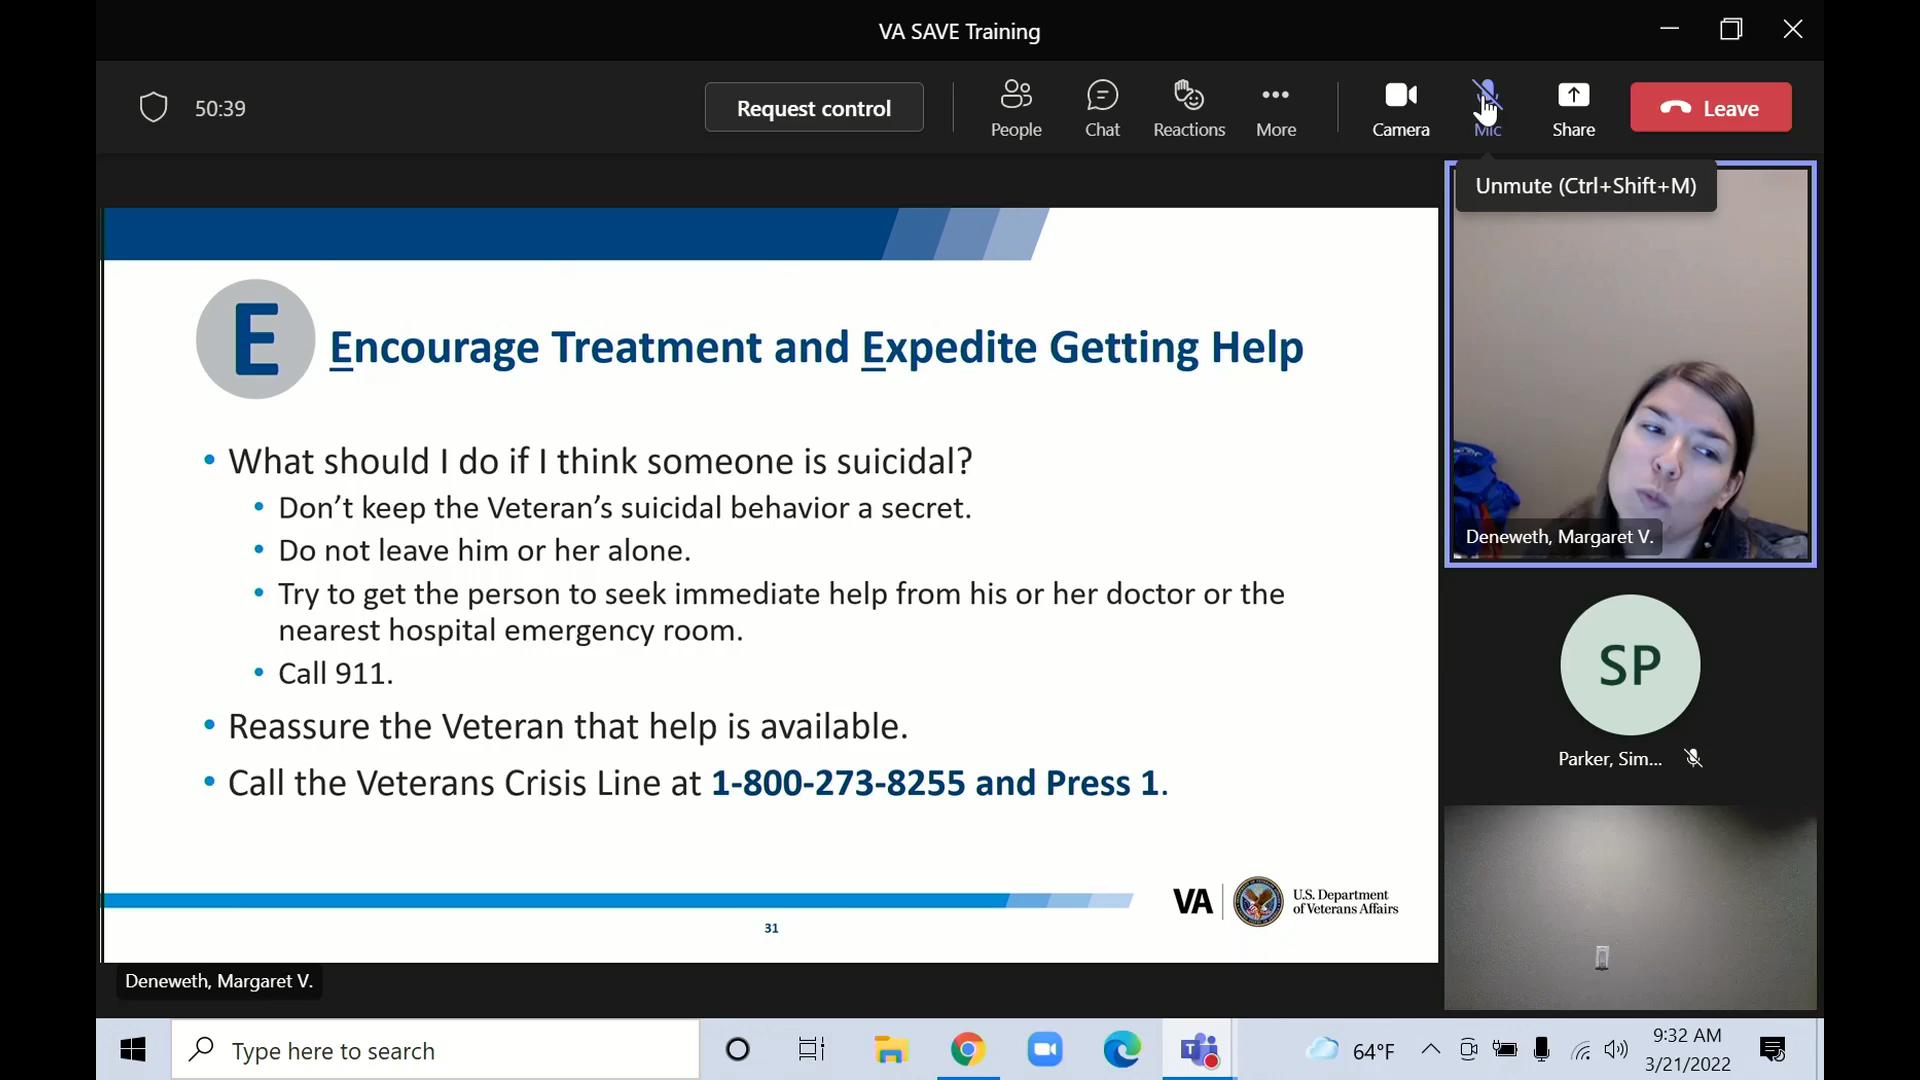 VA SAVE Training
50:39
Request control
People
Chat
Reactions
More
Camera
Mic
Share
Leave
Unmute (Ctrl+Shift+M)
E
Encourage Treatment and Expedite Getting Help
• What should I do if I think someone is suicidal?
• Don’t keep the Veteran’s suicidal behavior a secret.
• Do not leave him or her alone.
• Try to get the person to seek immediate help from his or her doctor or the
nearest hospital emergency room.
• Call 911.
• Reassure the Veteran that help is available.
• Call the Veterans Crisis Line at 1-800-273-8255 and Press 1.
VA
U.S. Department
of Veterans Affairs
31
Deneweth, Margaret V.
Deneweth, Margaret V.
SP
Parker, Sim...
Type here to search
64°F
9:32 AM
3/21/2022